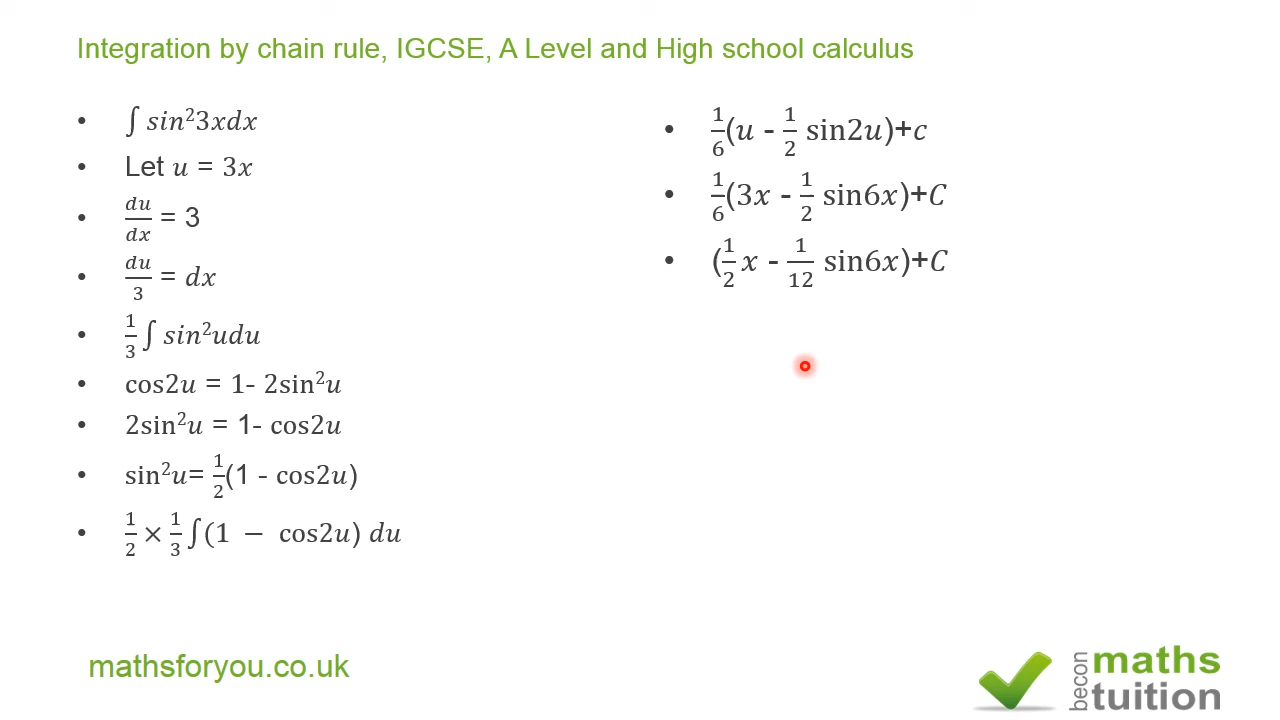 Integration by chain rule, IGCSE, A Level and High school calculus
• ∫ sin²3xdx
• Let u = 3x
• du/dx = 3
• du/3 = dx
• 1/3 ∫ sin²udu
• cos2u = 1- 2sin²u
• 2sin²u = 1- cos2u
• sin²u= 1/2(1 - cos2u)
• 1/2 × 1/3 ∫(1 − cos2u) du
• 1/6(u - 1/2 sin2u)+c
• 1/6(3x - 1/2 sin6x)+C
• (1/2 x - 1/12 sin6x)+C
mathsforyou.co.uk
becon
maths
tuition